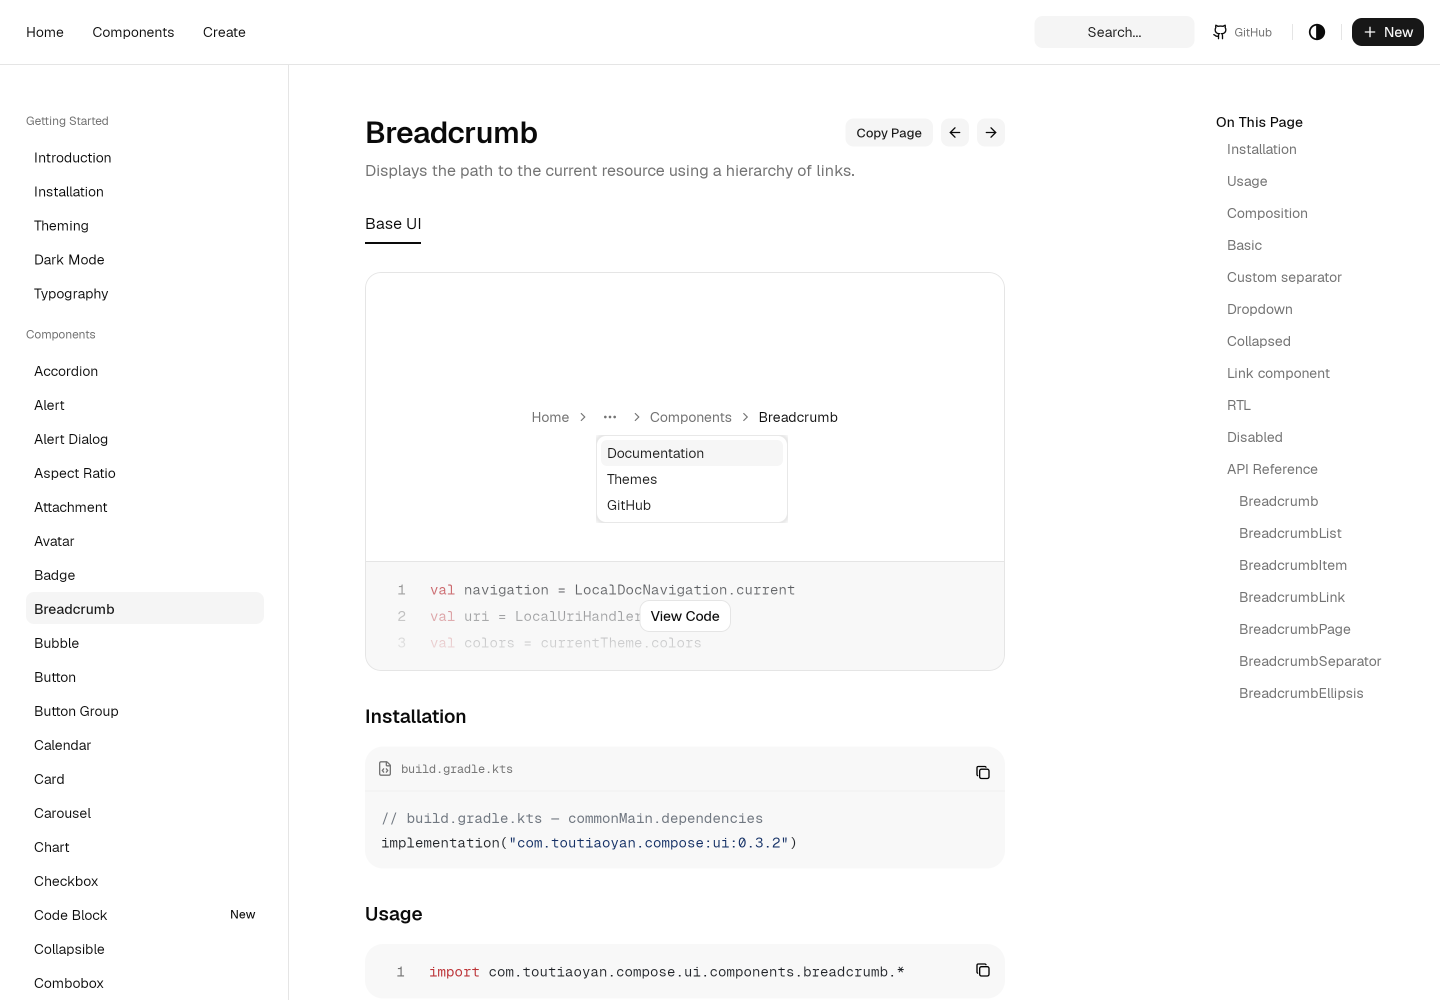 Home Components Create Search... GitHub New
Getting Started
Introduction
Installation
Theming
Dark Mode
Typography
Components
Accordion
Alert
Alert Dialog
Aspect Ratio
Attachment
Avatar
Badge
Breadcrumb
Bubble
Button
Button Group
Calendar
Card
Carousel
Chart
Checkbox
Code Block New
Collapsible
Combobox
Breadcrumb Copy Page
Displays the path to the current resource using a hierarchy of links.
Base UI
Home ··· Components Breadcrumb
Documentation
Themes
GitHub
1 val navigation = LocalDocNavigation.current
2 val uri = LocalUriHandler
View Code
3 val colors = currentTheme.colors
Installation
build.gradle.kts
// build.gradle.kts — commonMain.dependencies
implementation("com.toutiaoyan.compose:ui:0.3.2")
Usage
1 import com.toutiaoyan.compose.ui.components.breadcrumb.*
On This Page
Installation
Usage
Composition
Basic
Custom separator
Dropdown
Collapsed
Link component
RTL
Disabled
API Reference
Breadcrumb
BreadcrumbList
BreadcrumbItem
BreadcrumbLink
BreadcrumbPage
BreadcrumbSeparator
BreadcrumbEllipsis